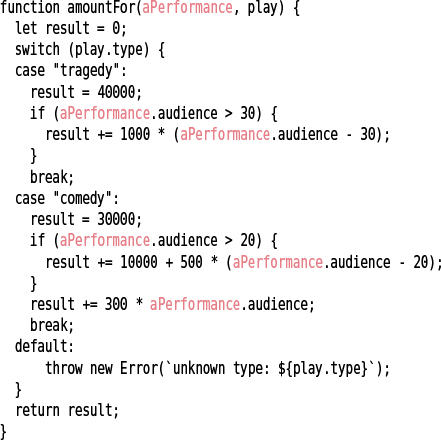 function amountFor(aPerformance, play) {
  let result = 0;
  switch (play.type) {
  case "tragedy":
    result = 40000;
    if (aPerformance.audience > 30) {
      result += 1000 * (aPerformance.audience - 30);
    }
    break;
  case "comedy":
    result = 30000;
    if (aPerformance.audience > 20) {
      result += 10000 + 500 * (aPerformance.audience - 20);
    }
    result += 300 * aPerformance.audience;
    break;
  default:
      throw new Error(`unknown type: ${play.type}`);
  }
  return result;
}